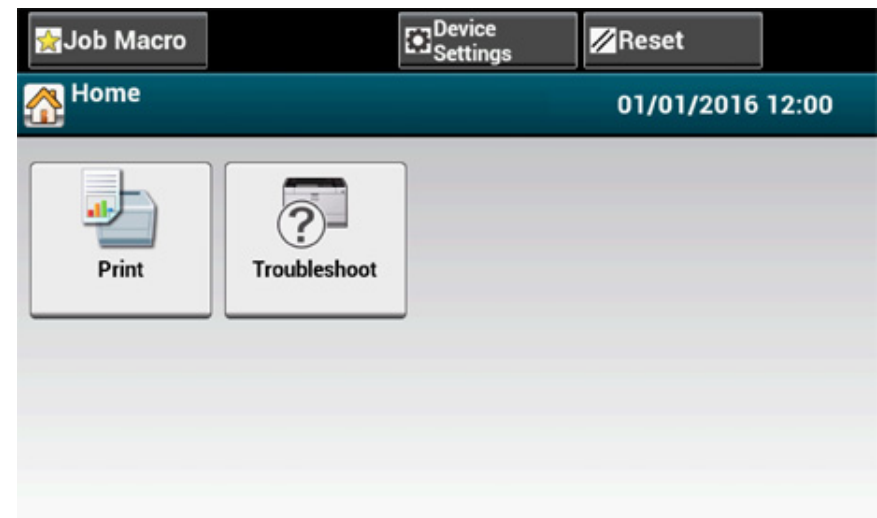 Job Macro
Device
Settings
Reset
Home
01/01/2016 12:00
Print
Troubleshoot